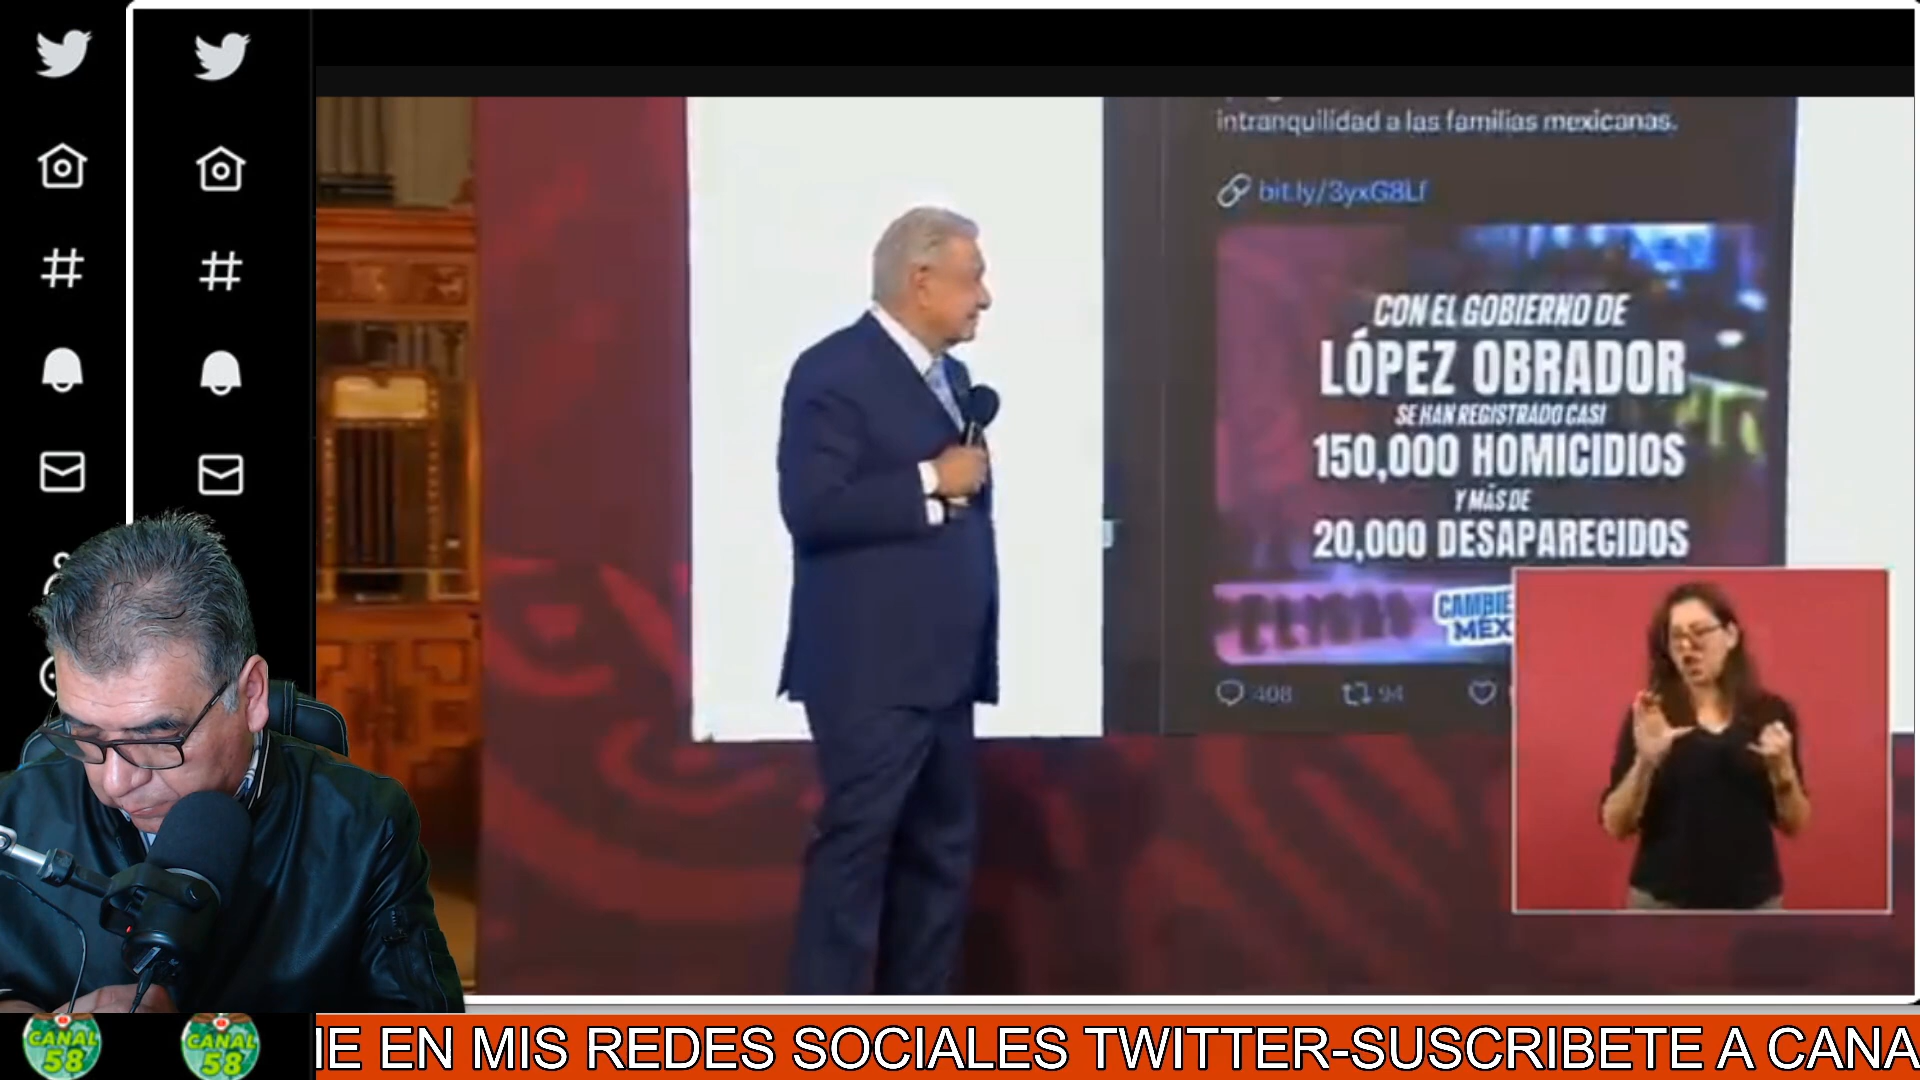 intranquilidad a las familias mexicanas.
bit.ly/3yxG8Lf
CON EL GOBIERNO DE
LÓPEZ OBRADOR
SE HAN REGISTRADO CASI
150,000 HOMICIDIOS
Y MÁS DE
20,000 DESAPARECIDOS
CAMBIE
MEX
408 94
CANAL
58
CANAL
58
IE EN MIS REDES SOCIALES TWITTER-SUSCRIBETE A CANA